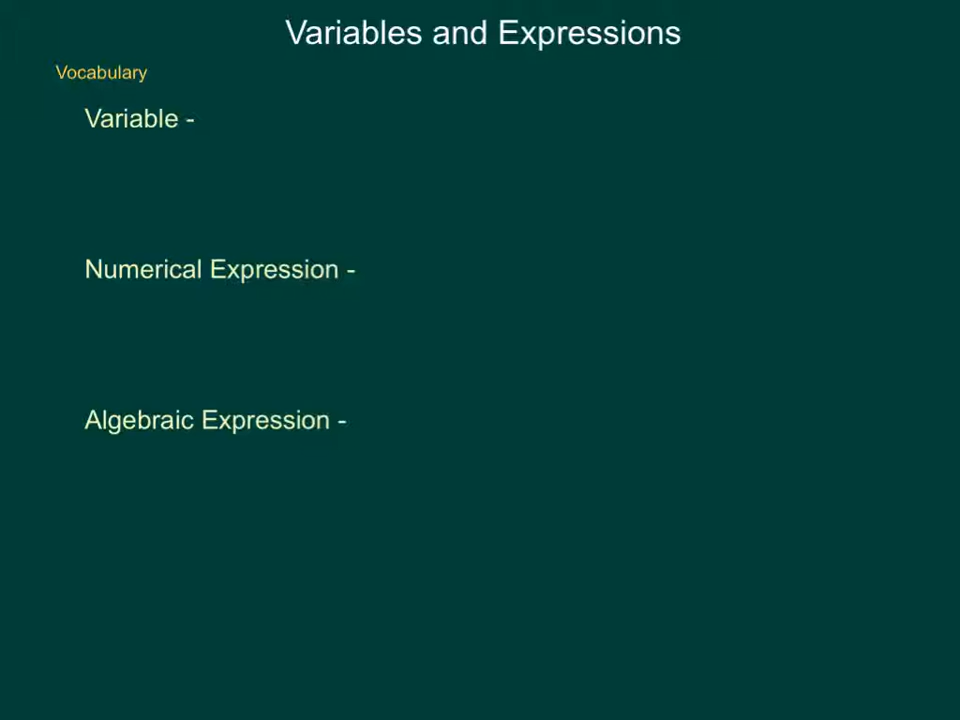 Variables and Expressions
Vocabulary
Variable -
Numerical Expression -
Algebraic Expression -